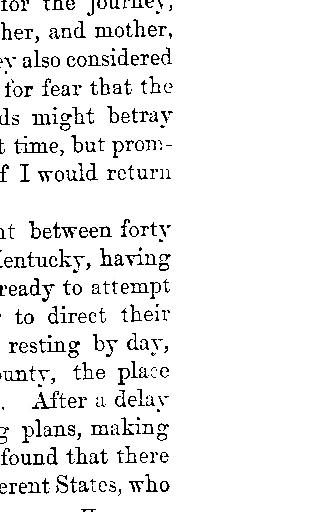 for the journey,
her, and mother,
ey also considered
for fear that the
ds might betray
t time, but prom-
f I would return
nt between forty
Kentucky, having
ready to attempt
to direct their
resting by day,
ounty, the place
. After a delay
g plans, making
found that there
erent States, who